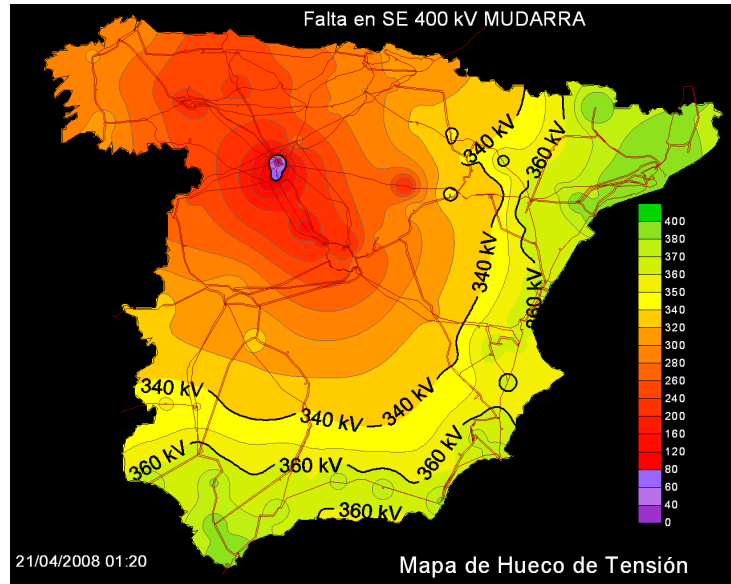 Falta en SE 400 kV MUDARRA
340 kV
360 kV
340 kV
360 kV
340 kV
340 kV
340 kV
360 kV
360 kV
360 kV
360 kV
400
380
360
350
340
320
300
280
260
240
200
160
120
80
60
40
0
21/04/2008 01:20
Mapa de Hueco de Tensión